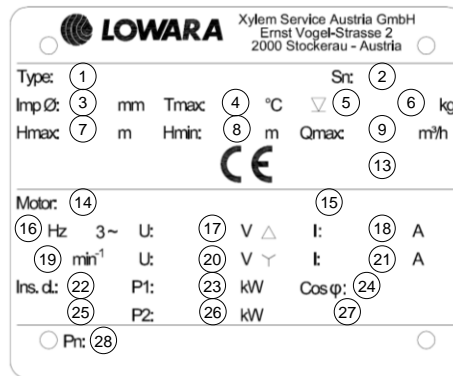 LOWARA
Xylem Service Austria GmbH
Ernst Vogel-Strasse 2
2000 Stockerau - Austria
Type: 1 Sn: 2
Imp Ø: 3 mm Tmax: 4 °C 5 6 kg
Hmax: 7 m Hmin: 8 m Qmax: 9 m³/h
CE 13
Motor: 14 15
16 Hz 3~ U: 17 V △ I: 18 A
19 min⁻¹ U: 20 V Y I: 21 A
Ins. cl.: 22 P1: 23 kW Cos φ: 24
25 P2: 26 kW 27
Pn: 28